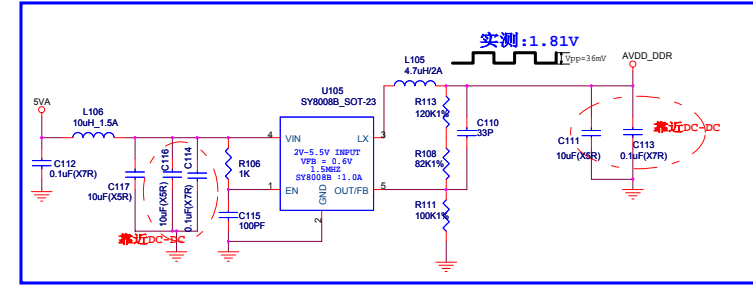 实测:1.81V
Vpp=36mV
AVDD_DDR
L105
4.7uH/2A
5VA
L106
10uH_1.5A
U105
SY8008B_SOT-23
4
VIN
LX
3
2V-5.5V INPUT
VFB = 0.6V
1.5MHZ
SY8008B :1.0A
1
EN
GND
OUT/FB
5
2
R113
120K1%
C110
33P
R108
82K1%
R111
100K1%
C112
0.1uF(X7R)
C117
10uF(X5R)
C116
10uF(X5R)
C114
0.1uF(X7R)
R106
1K
C115
100PF
靠近DC-DC
C111
10uF(X5R)
靠近DC-DC
C113
0.1uF(X7R)